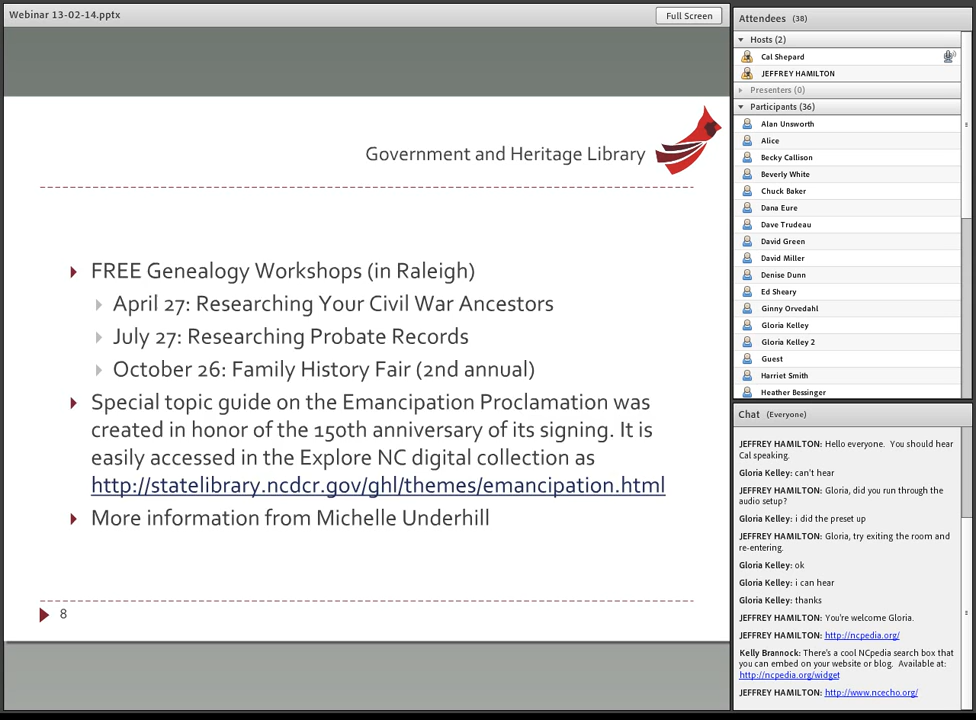 Webinar 13-02-14.pptx
Full Screen
Government and Heritage Library
FREE Genealogy Workshops (in Raleigh)
April 27: Researching Your Civil War Ancestors
July 27: Researching Probate Records
October 26: Family History Fair (2nd annual)
Special topic guide on the Emancipation Proclamation was
created in honor of the 150th anniversary of its signing. It is
easily accessed in the Explore NC digital collection as
http://statelibrary.ncdcr.gov/ghl/themes/emancipation.html
More information from Michelle Underhill
8
Attendees (38)
Hosts (2)
Cal Shepard
JEFFREY HAMILTON
Presenters (0)
Participants (36)
Alan Unsworth
Alice
Becky Callison
Beverly White
Chuck Baker
Dana Eure
Dave Trudeau
David Green
David Miller
Denise Dunn
Ed Sheary
Ginny Orvedahl
Gloria Kelley
Gloria Kelley 2
Guest
Harriet Smith
Heather Bessinger
Chat (Everyone)
JEFFREY HAMILTON: Hello everyone. You should hear
Cal speaking.
Gloria Kelley: can't hear
JEFFREY HAMILTON: Gloria, did you run through the
audio setup?
Gloria Kelley: i did the preset up
JEFFREY HAMILTON: Gloria, try exiting the room and
re-entering.
Gloria Kelley: ok
Gloria Kelley: i can hear
Gloria Kelley: thanks
JEFFREY HAMILTON: You're welcome Gloria.
JEFFREY HAMILTON: http://ncpedia.org/
Kelly Brannock: There's a cool NCpedia search box that
you can embed on your website or blog. Available at:
http://ncpedia.org/widget
JEFFREY HAMILTON: http://www.ncecho.org/